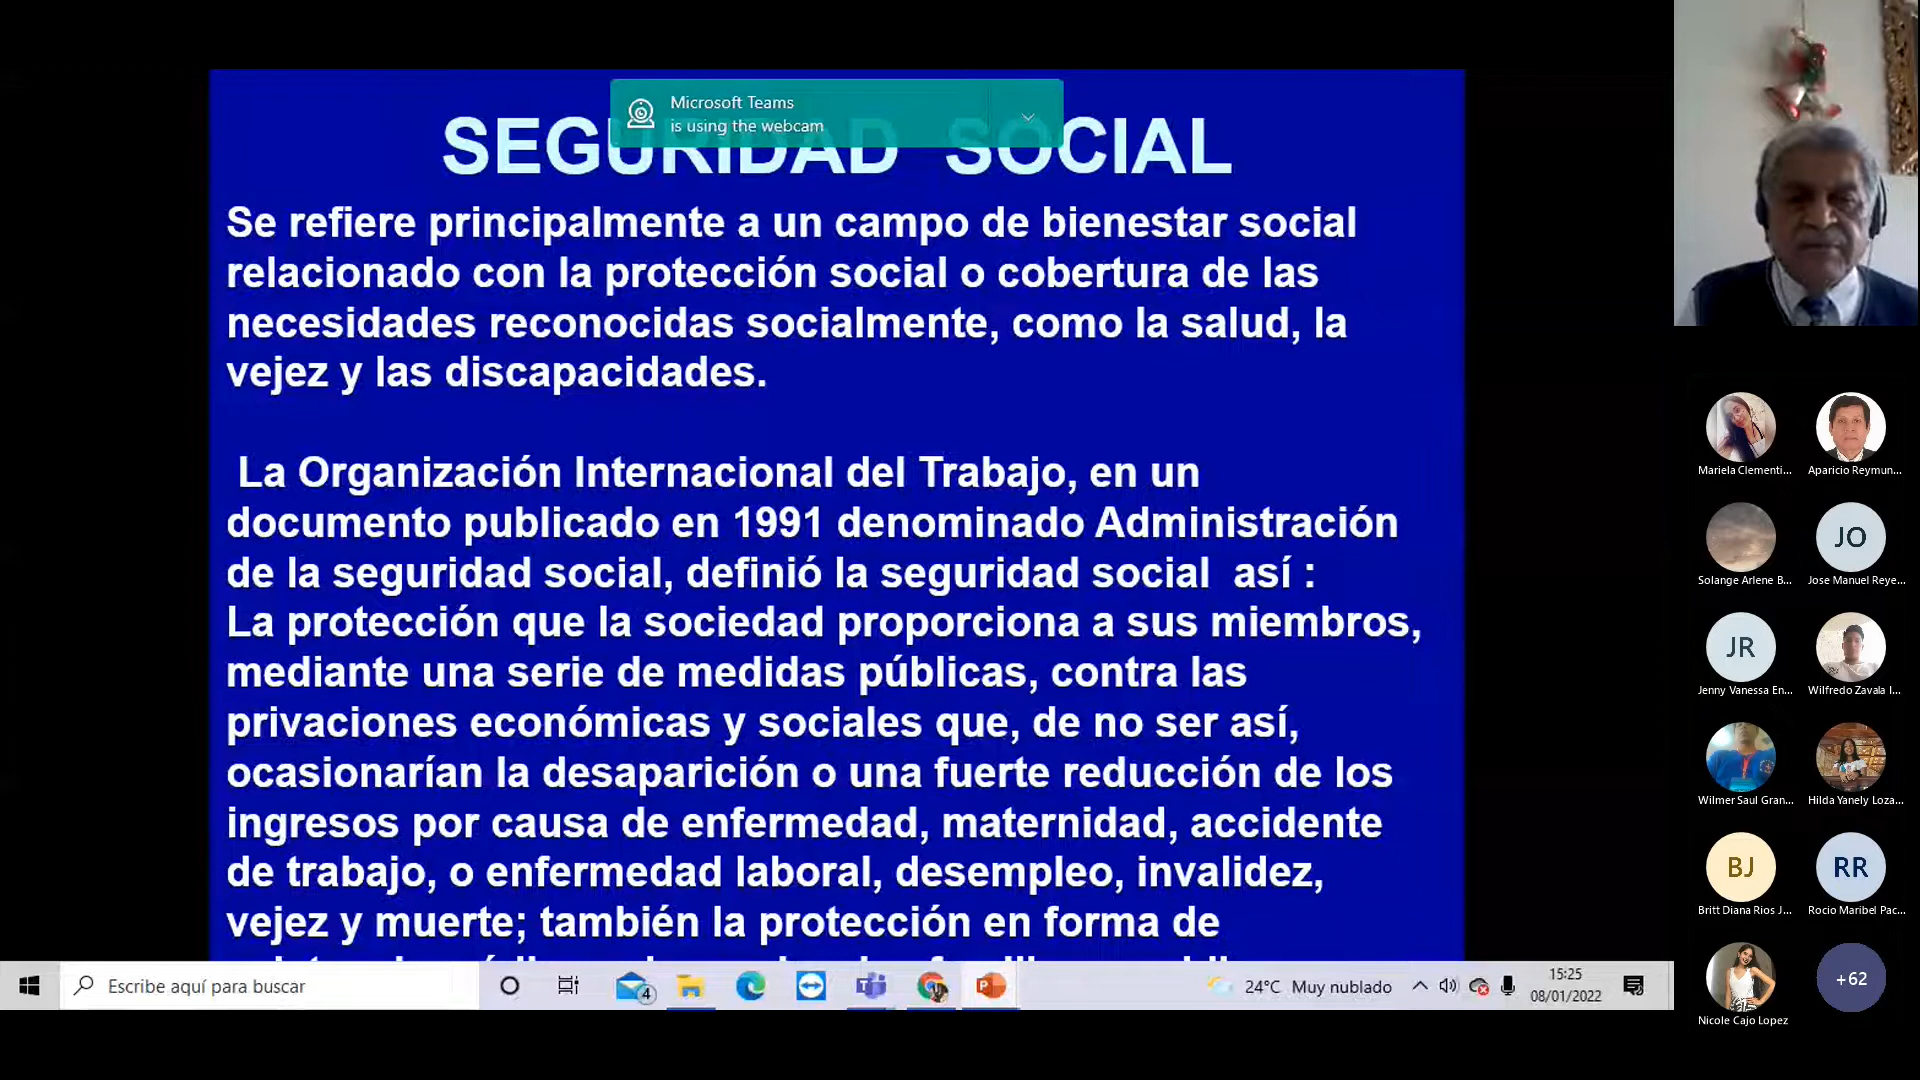 Microsoft Teams
is using the webcam
SEGURIDAD SOCIAL
Se refiere principalmente a un campo de bienestar social
relacionado con la protección social o cobertura de las
necesidades reconocidas socialmente, como la salud, la
vejez y las discapacidades.
La Organización Internacional del Trabajo, en un
documento publicado en 1991 denominado Administración
de la seguridad social, definió la seguridad social así :
La protección que la sociedad proporciona a sus miembros,
mediante una serie de medidas públicas, contra las
privaciones económicas y sociales que, de no ser así,
ocasionarían la desaparición o una fuerte reducción de los
ingresos por causa de enfermedad, maternidad, accidente
de trabajo, o enfermedad laboral, desempleo, invalidez,
vejez y muerte; también la protección en forma de
Escribe aquí para buscar
4
24°C Muy nublado
15:25
08/01/2022
Mariela Clementi...
Aparicio Reymun...
Solange Arlene B...
JO
Jose Manuel Reye...
JR
Jenny Vanessa En...
Wilfredo Zavala I...
Wilmer Saul Gran...
Hilda Yanely Loza...
BJ
Britt Diana Rios J...
RR
Rocio Maribel Pac...
Nicole Cajo Lopez
+62